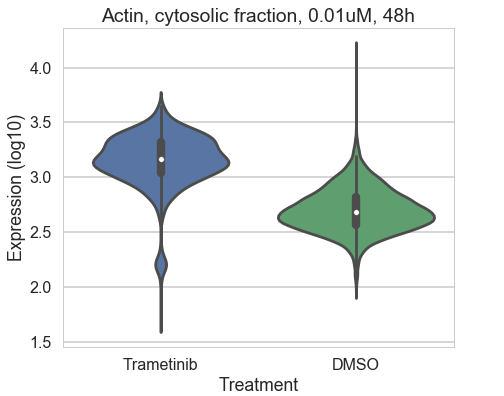 Actin, cytosolic fraction, 0.01uM, 48h
Expression (log10)
4.0
3.5
3.0
2.5
2.0
1.5
Trametinib
DMSO
Treatment